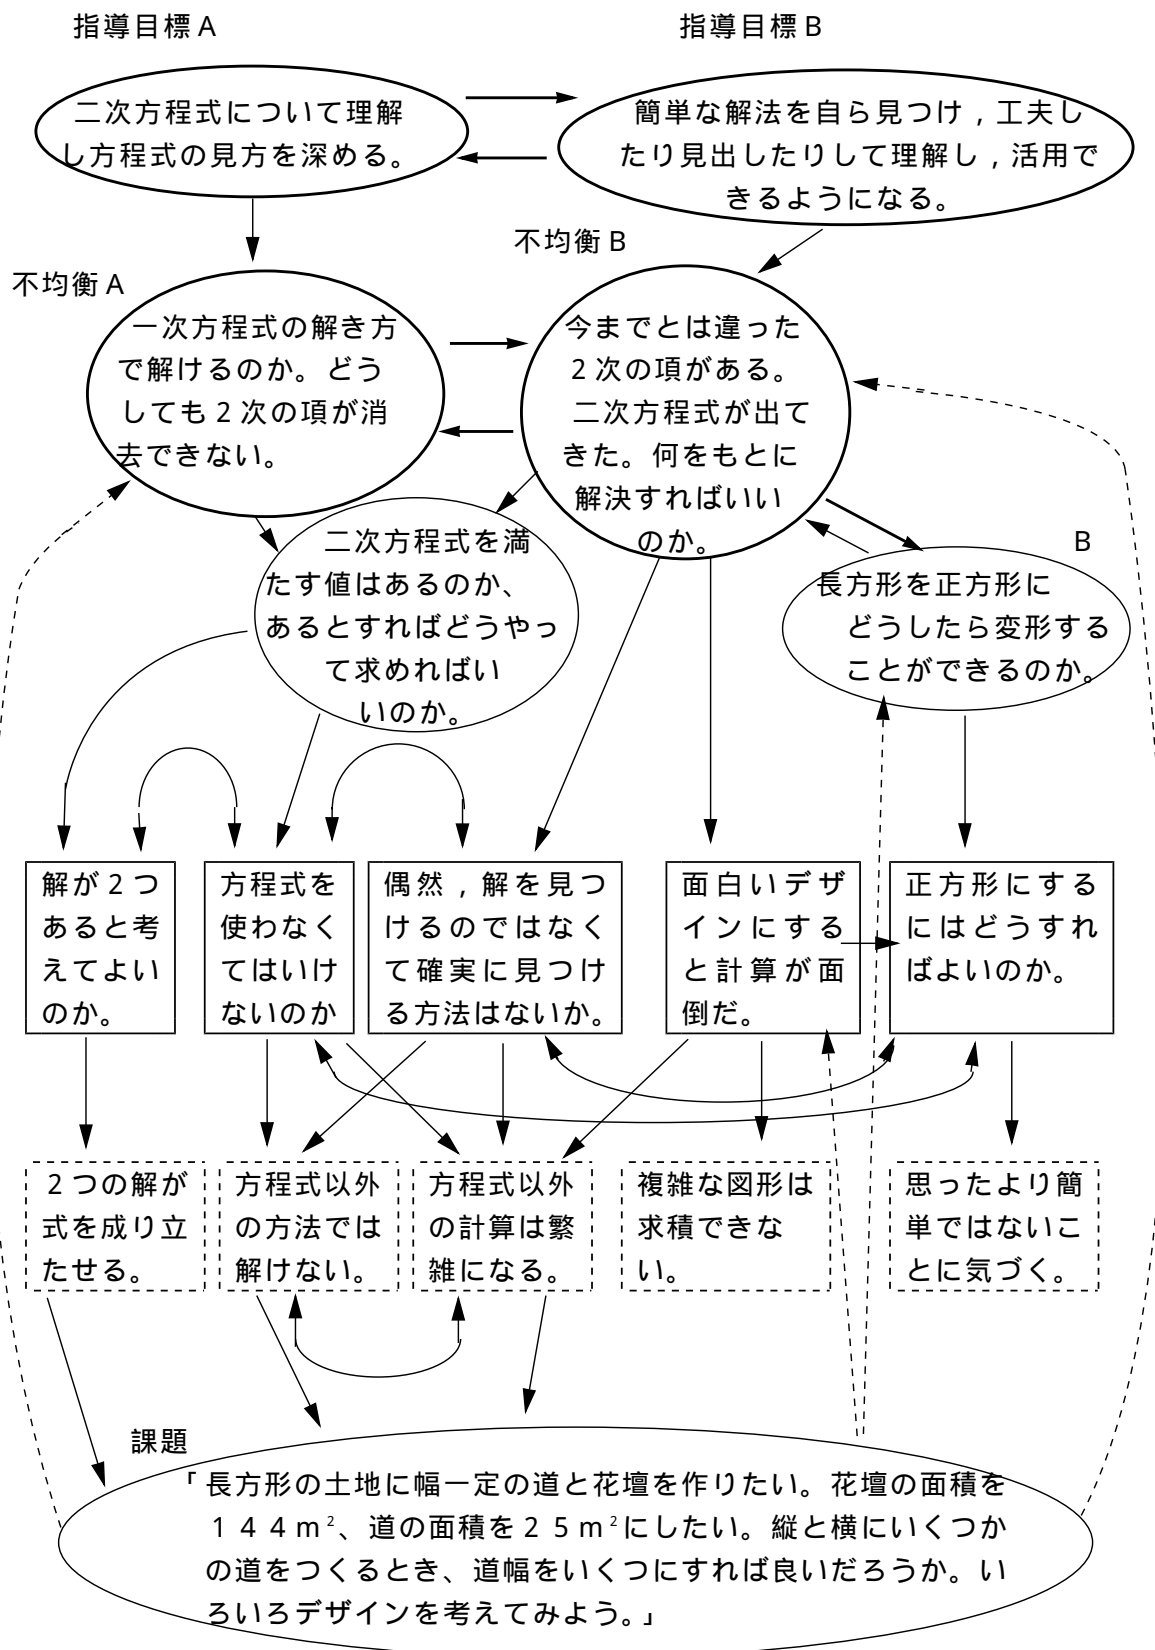 指導目標A
指導目標B
二次方程式について理解
し方程式の見方を深める。
簡単な解法を自ら見つけ,工夫し
たり見出したりして理解し,活用で
きるようになる。
不均衡B
不均衡A
一次方程式の解き方
で解けるのか。どう
しても2次の項が消
去できない。
今までとは違った
2次の項がある。
二次方程式が出て
きた。何をもとに
解決すればいい
のか。
二次方程式を満
たす値はあるのか、
あるとすればどうやっ
て求めればい
いのか。
B
長方形を正方形に
どうしたら変形する
ことができるのか。
解が2つ
あると考
えてよい
のか。
方程式を
使わなく
てはいけ
ないのか
偶然,解を見つ
けるのではなく
て確実に見つけ
る方法はないか。
面白いデザ
インにする
と計算が面
倒だ。
正方形にする
にはどうすれ
ばよいのか。
2つの解が
式を成り立
たせる。
方程式以外
の方法では
解けない。
方程式以外
の計算は繁
雑になる。
複雑な図形は
求積できな
い。
思ったより簡
単ではないこ
とに気づく。
課題
「長方形の土地に幅一定の道と花壇を作りたい。花壇の面積を
144m²、道の面積を25m²にしたい。縦と横にいくつか
の道をつくるとき、道幅をいくつにすれば良いだろうか。い
ろいろデザインを考えてみよう。」